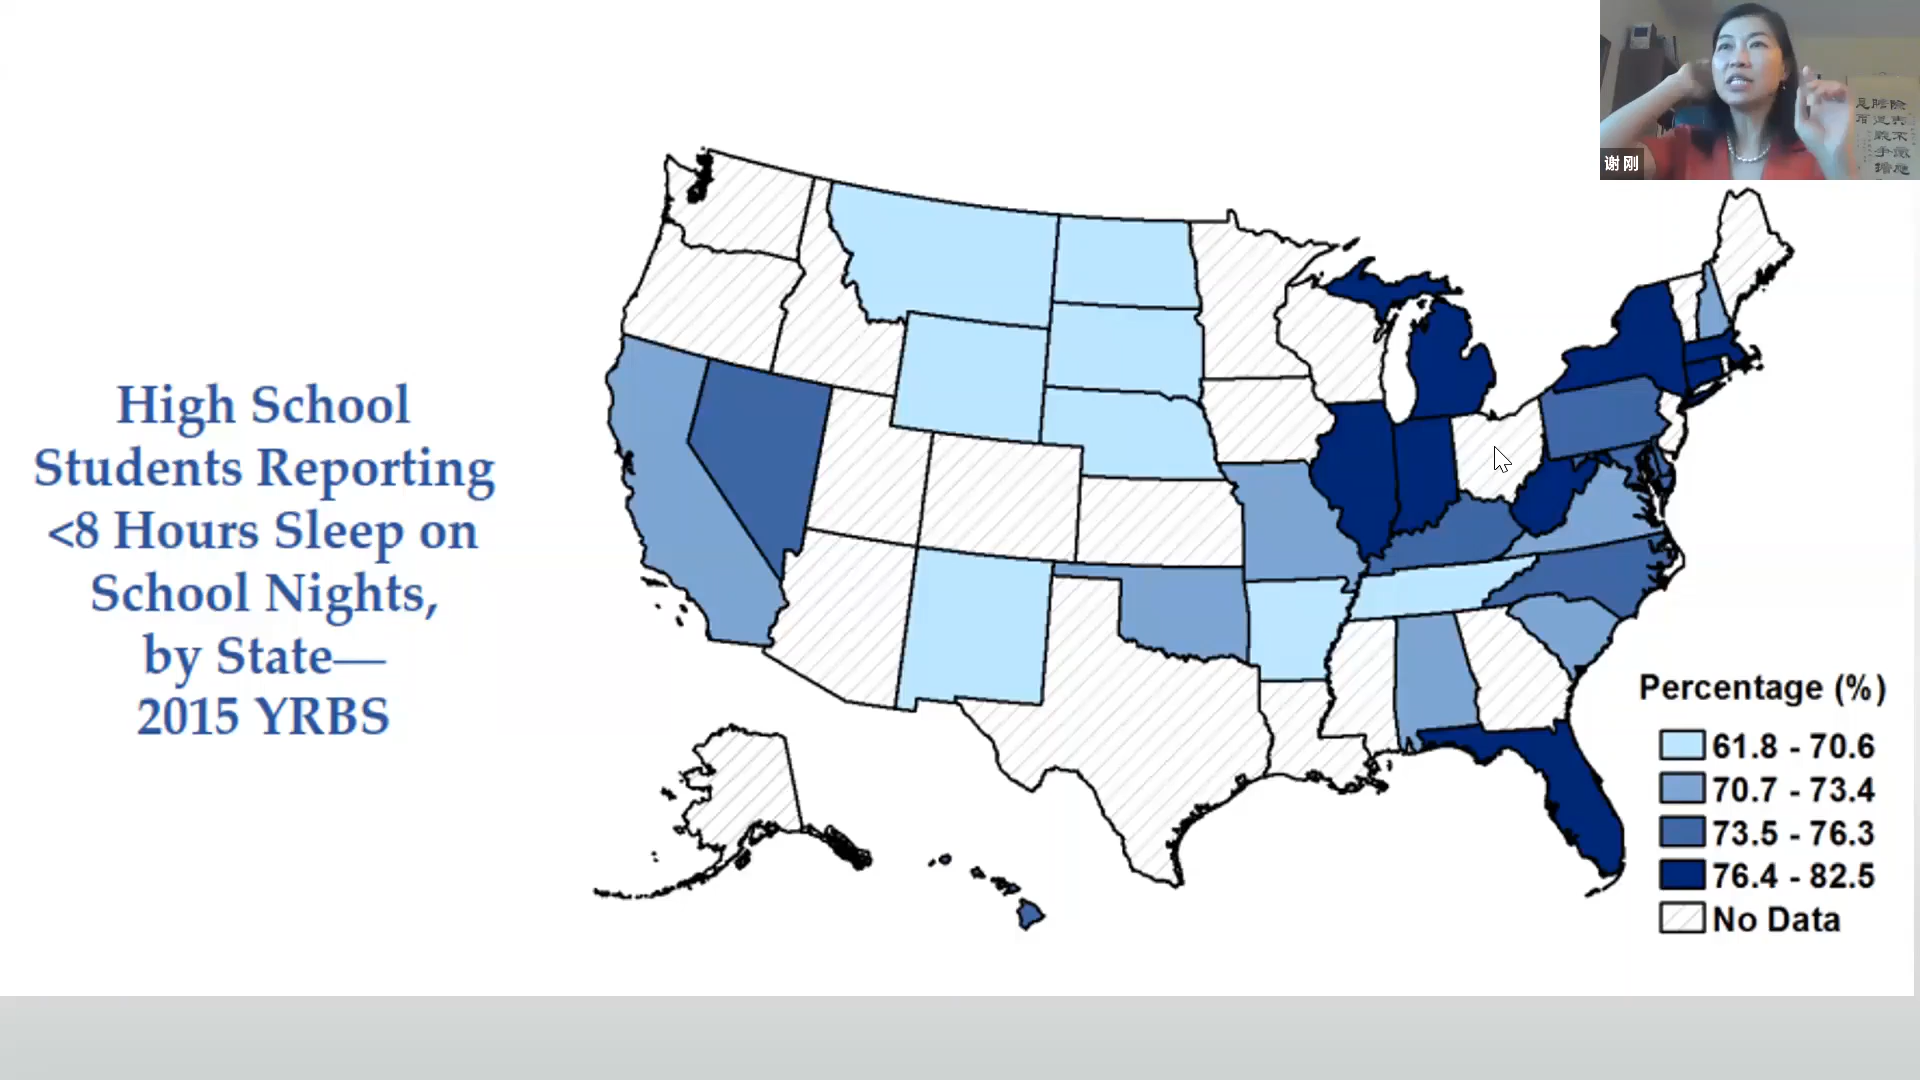 High School
Students Reporting
<8 Hours Sleep on
School Nights,
by State—
2015 YRBS
谢 刚
Percentage (%)
61.8 - 70.6
70.7 - 73.4
73.5 - 76.3
76.4 - 82.5
No Data